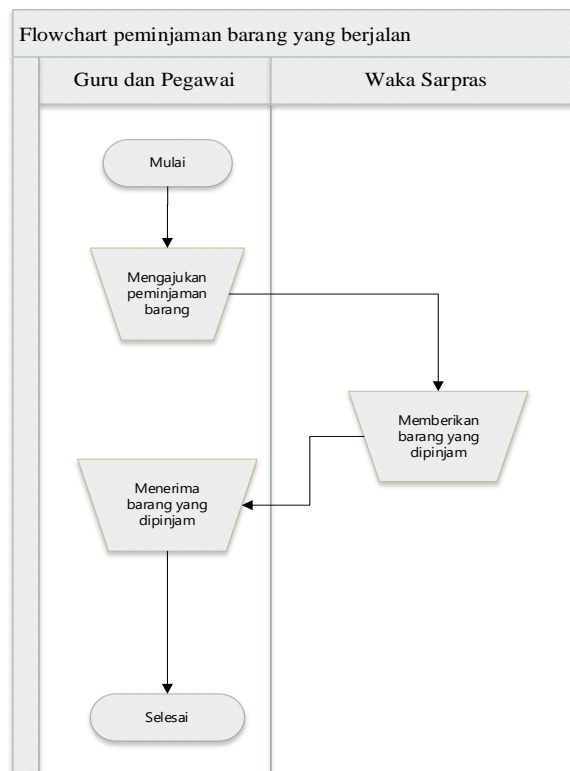 Flowchart peminjaman barang yang berjalan
Guru dan Pegawai
Waka Sarpras
Mulai
Mengajukan
peminjaman
barang
Memberikan
barang yang
dipinjam
Menerima
barang yang
dipinjam
Selesai